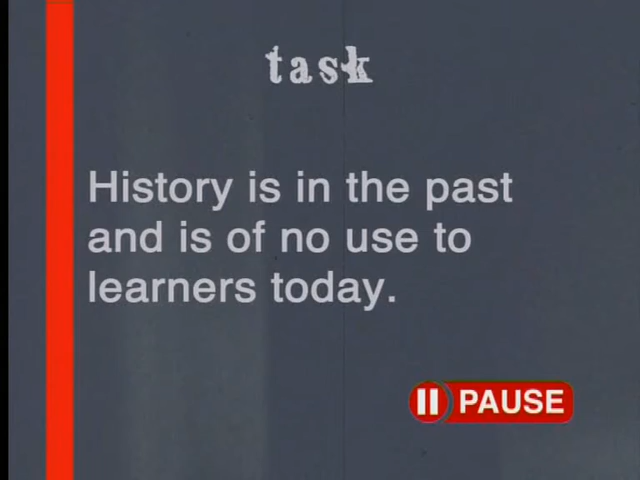 task
History is in the past
and is of no use to
learners today.
PAUSE